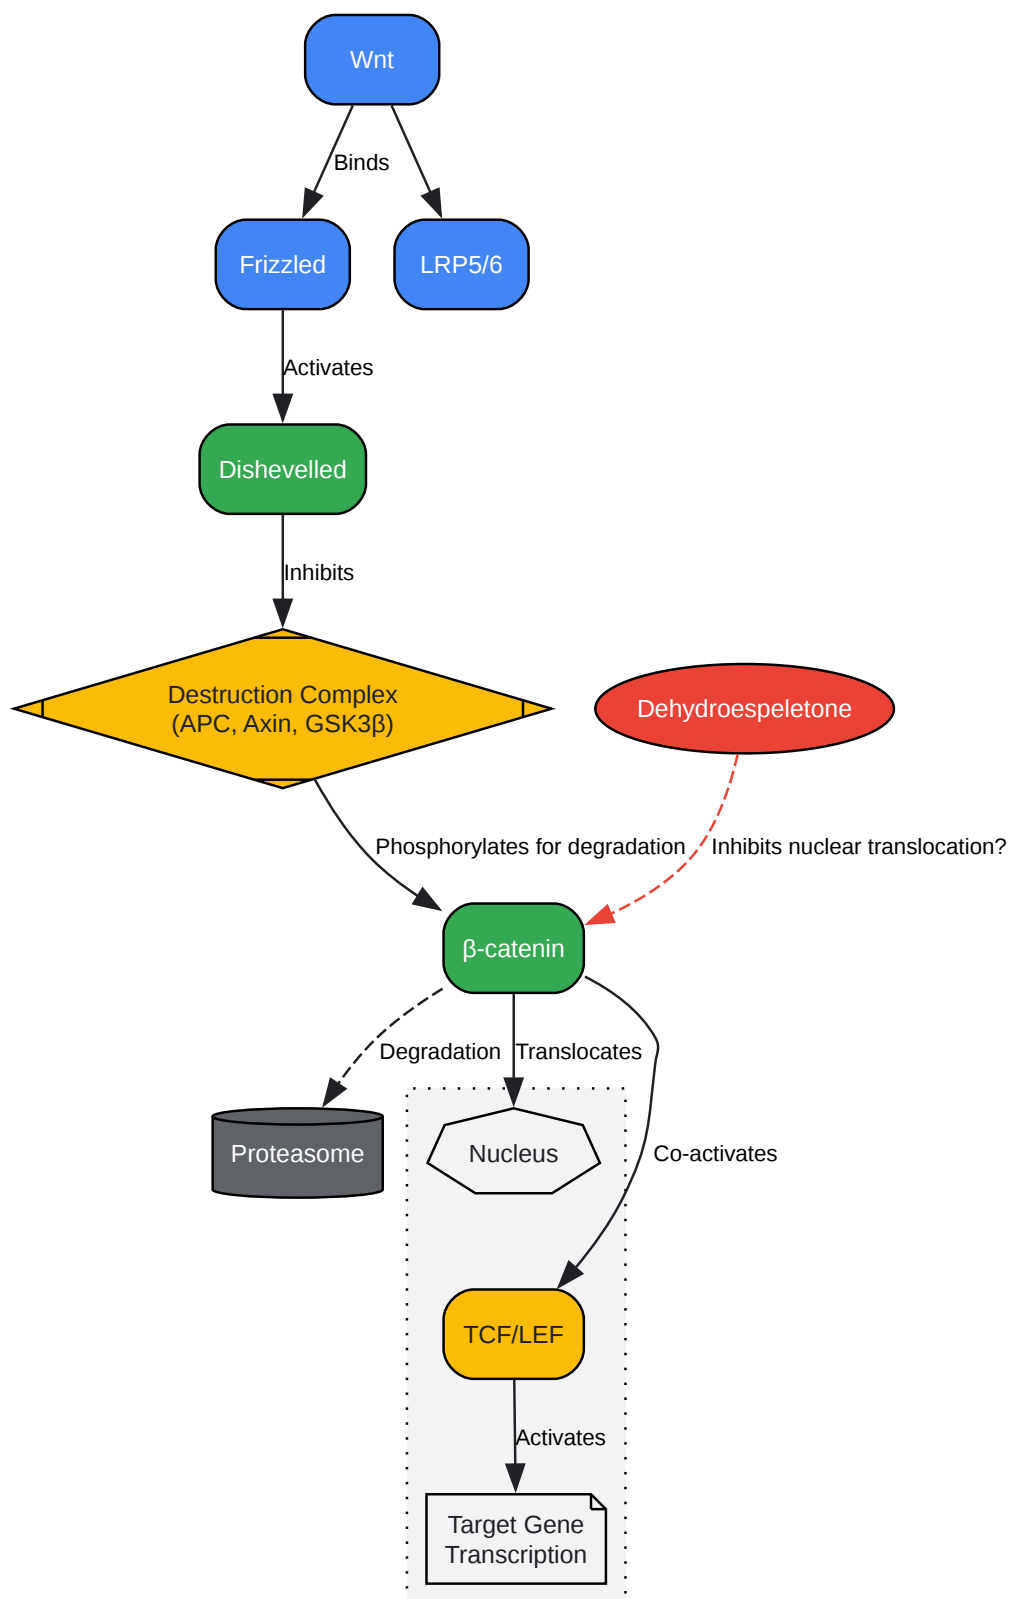 Wnt
Binds
Frizzled
LRP5/6
Activates
Dishevelled
Inhibits
Destruction Complex
(APC, Axin, GSK3β)
Dehydroespeletone
Phosphorylates for degradation
Inhibits nuclear translocation?
β-catenin
Degradation
Translocates
Proteasome
Nucleus
Co-activates
TCF/LEF
Activates
Target Gene
Transcription